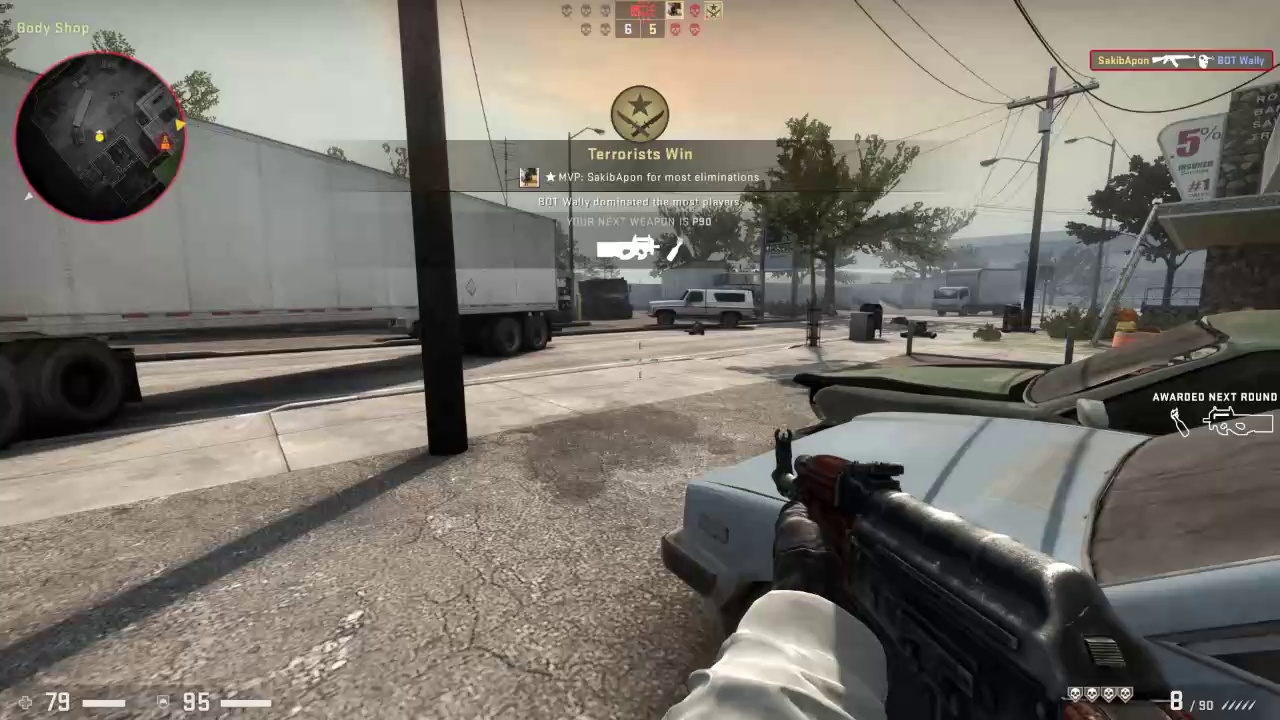 Body Shop
6 5
SakibApon BOT Wally
Terrorists Win
★ MVP: SakibApon for most eliminations
BOT Wally dominated the most players.
YOUR NEXT WEAPON IS P90
5%
#1
AWARDED NEXT ROUND
79 95
8 / 90